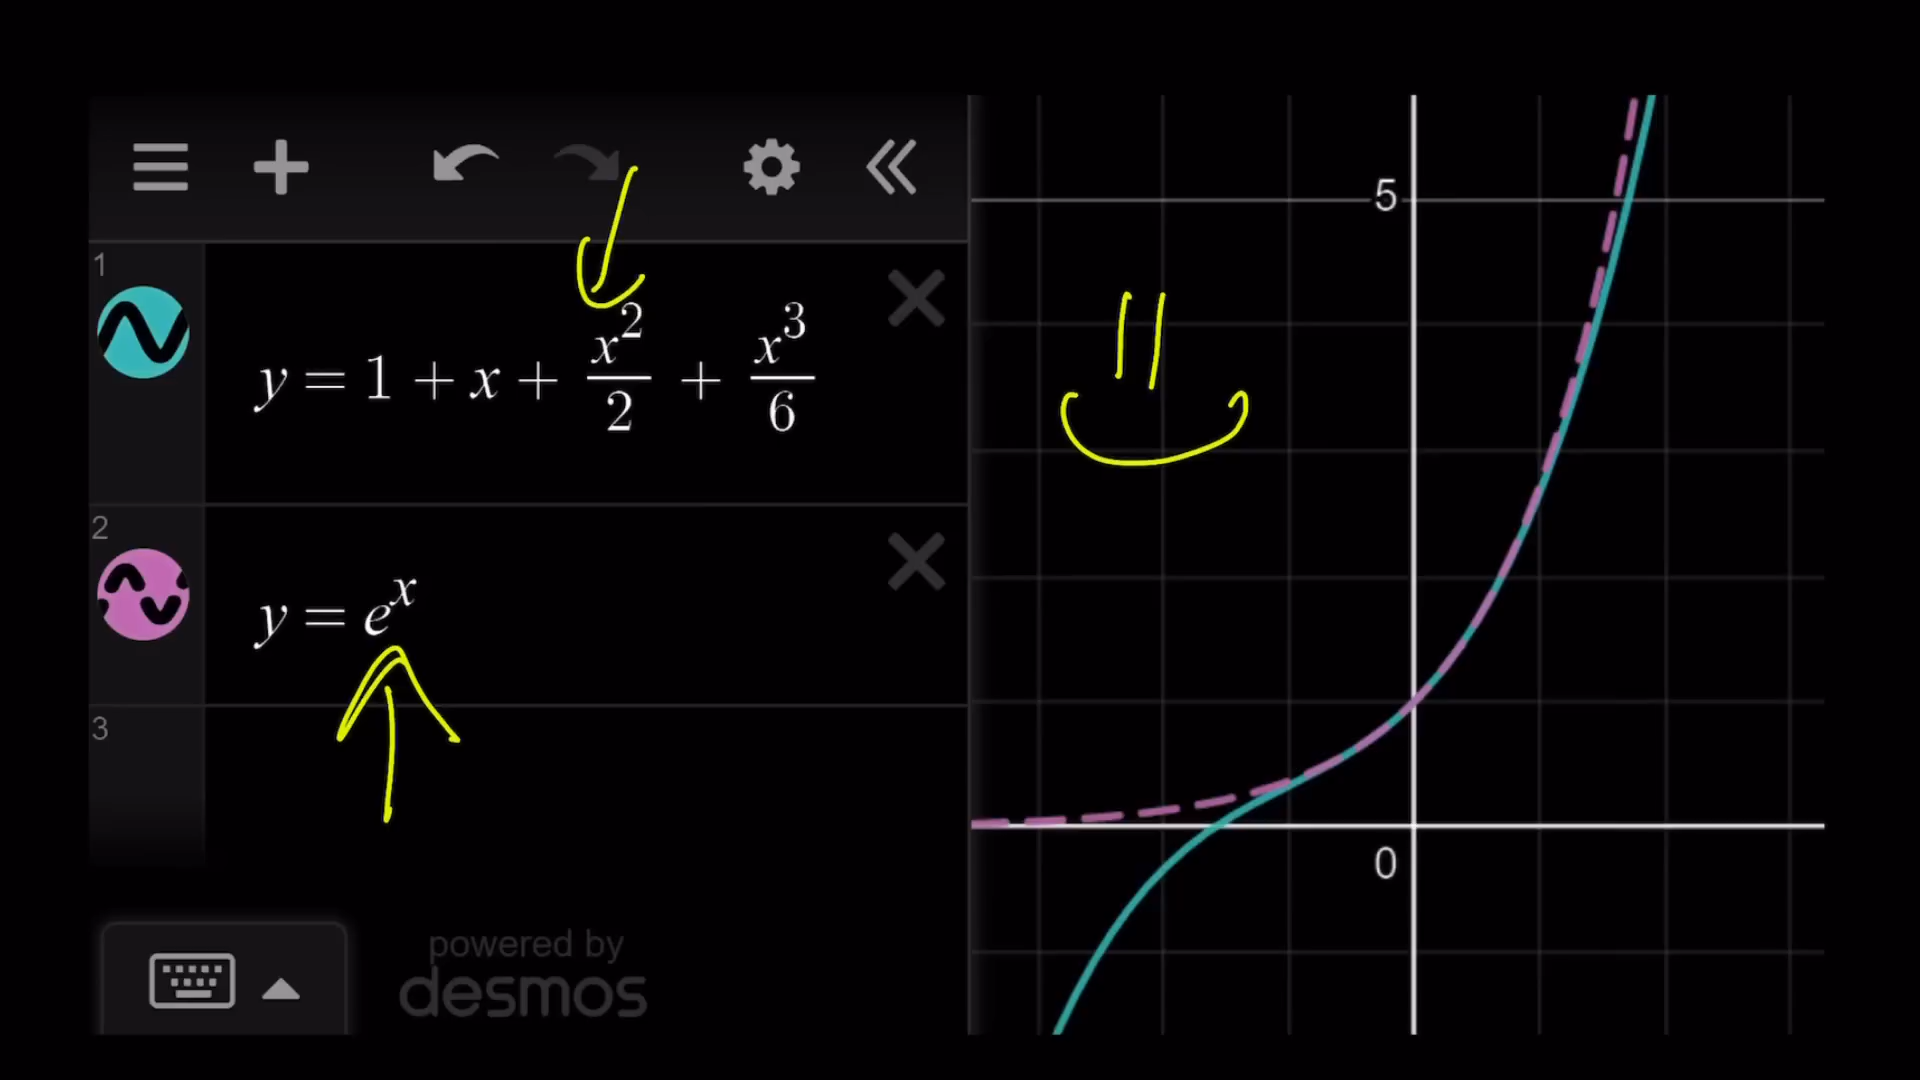 1
y = 1 + x + x²/2 + x³/6
2
y = eˣ
3
5
0
powered by
desmos